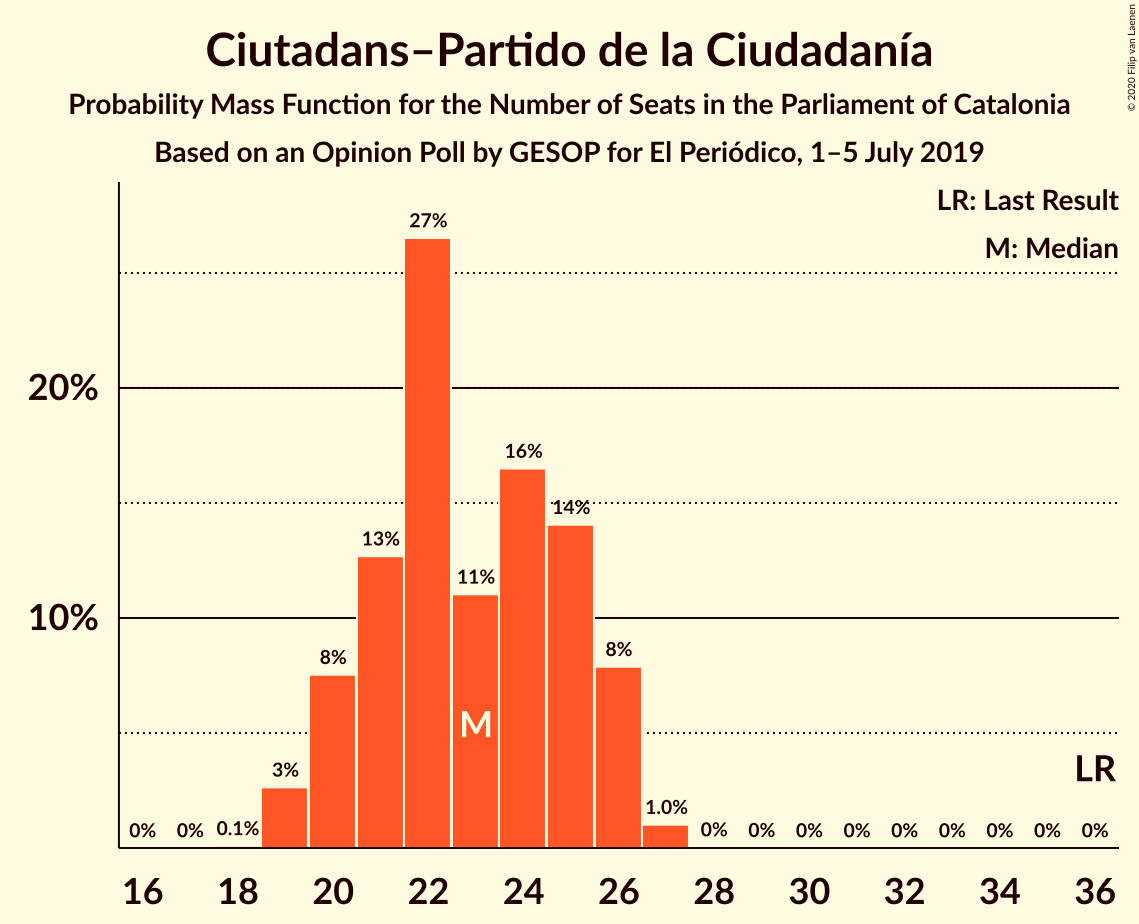 Ciutadans–Partido de la Ciudadanía
Probability Mass Function for the Number of Seats in the Parliament of Catalonia
Based on an Opinion Poll by GESOP for El Periódico, 1–5 July 2019
© 2020 Filip van Laenen
LR: Last Result
M: Median
20%
10%
0% 0% 0.1% 3% 8% 13% 27% 11% 16% 14% 8% 1.0% 0% 0% 0% 0% 0% 0% 0% 0% 0%
M
LR
16 18 20 22 24 26 28 30 32 34 36